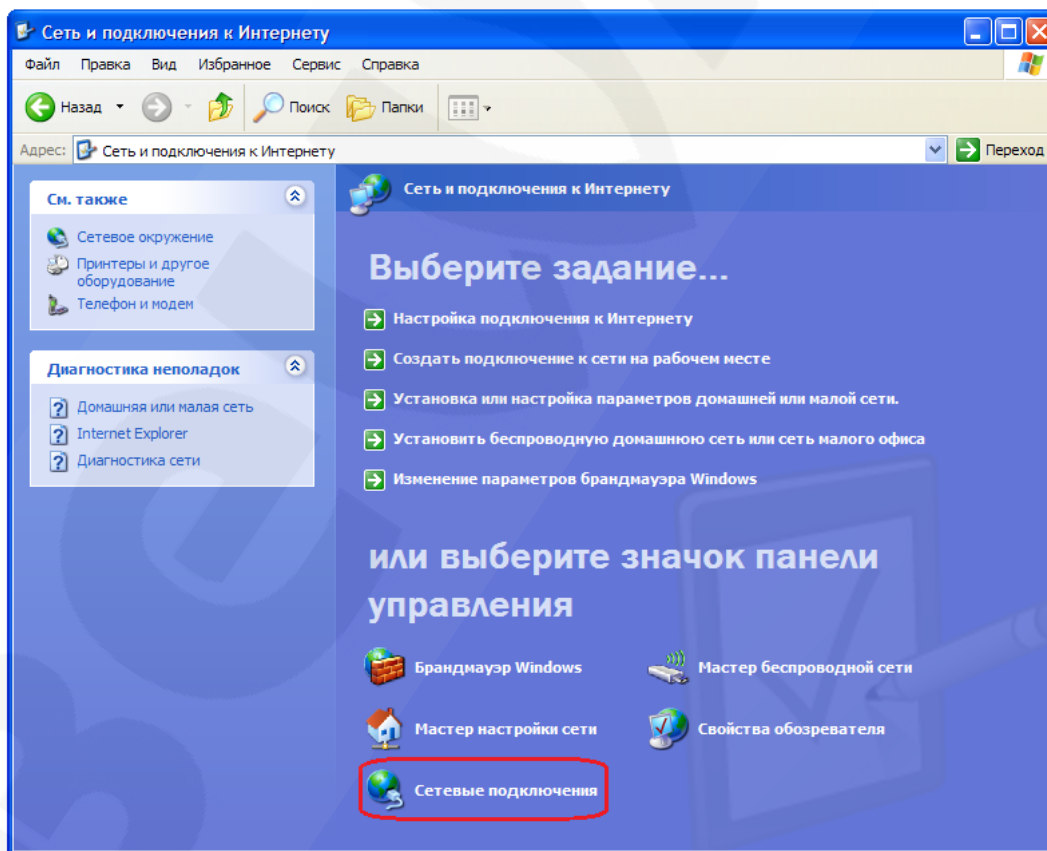 Сеть и подключения к Интернету
Файл Правка Вид Избранное Сервис Справка
Назад Поиск Папки
Адрес: Сеть и подключения к Интернету Переход
См. также
Сетевое окружение
Принтеры и другое
оборудование
Телефон и модем
Диагностика неполадок
Домашняя или малая сеть
Internet Explorer
Диагностика сети
Сеть и подключения к Интернету
Выберите задание...
Настройка подключения к Интернету
Создать подключение к сети на рабочем месте
Установка или настройка параметров домашней или малой сети.
Установить беспроводную домашнюю сеть или сеть малого офиса
Изменение параметров брандмауэра Windows
или выберите значок панели
управления
Брандмауэр Windows Мастер беспроводной сети
Мастер настройки сети Свойства обозревателя
Сетевые подключения